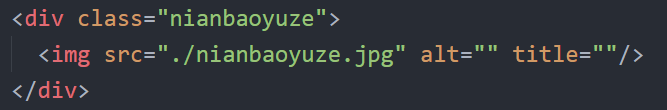 <div class="nianbaoyuze">
  <img src="./nianbaoyuze.jpg" alt="" title=""/>
</div>